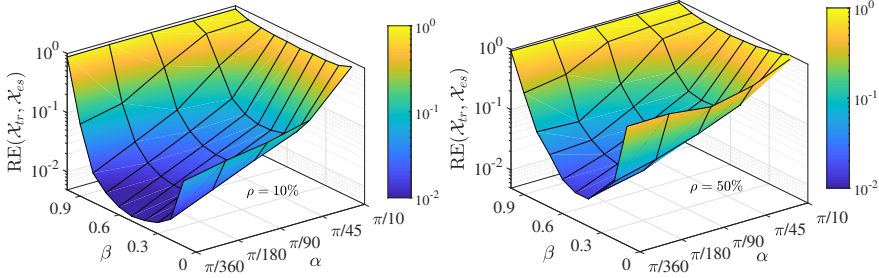 RE(𝒳_tr, 𝒳_es)
10^0
10^-1
10^-2
0.9
0.6
0.3
0
β
π/360
π/180
π/90
π/45
π/10
α
ρ = 10%
10^0
10^-1
10^-2
RE(𝒳_tr, 𝒳_es)
10^0
10^-1
10^-2
0.9
0.6
0.3
0
β
π/360
π/180
π/90
π/45
π/10
α
ρ = 50%
10^0
10^-1
10^-2